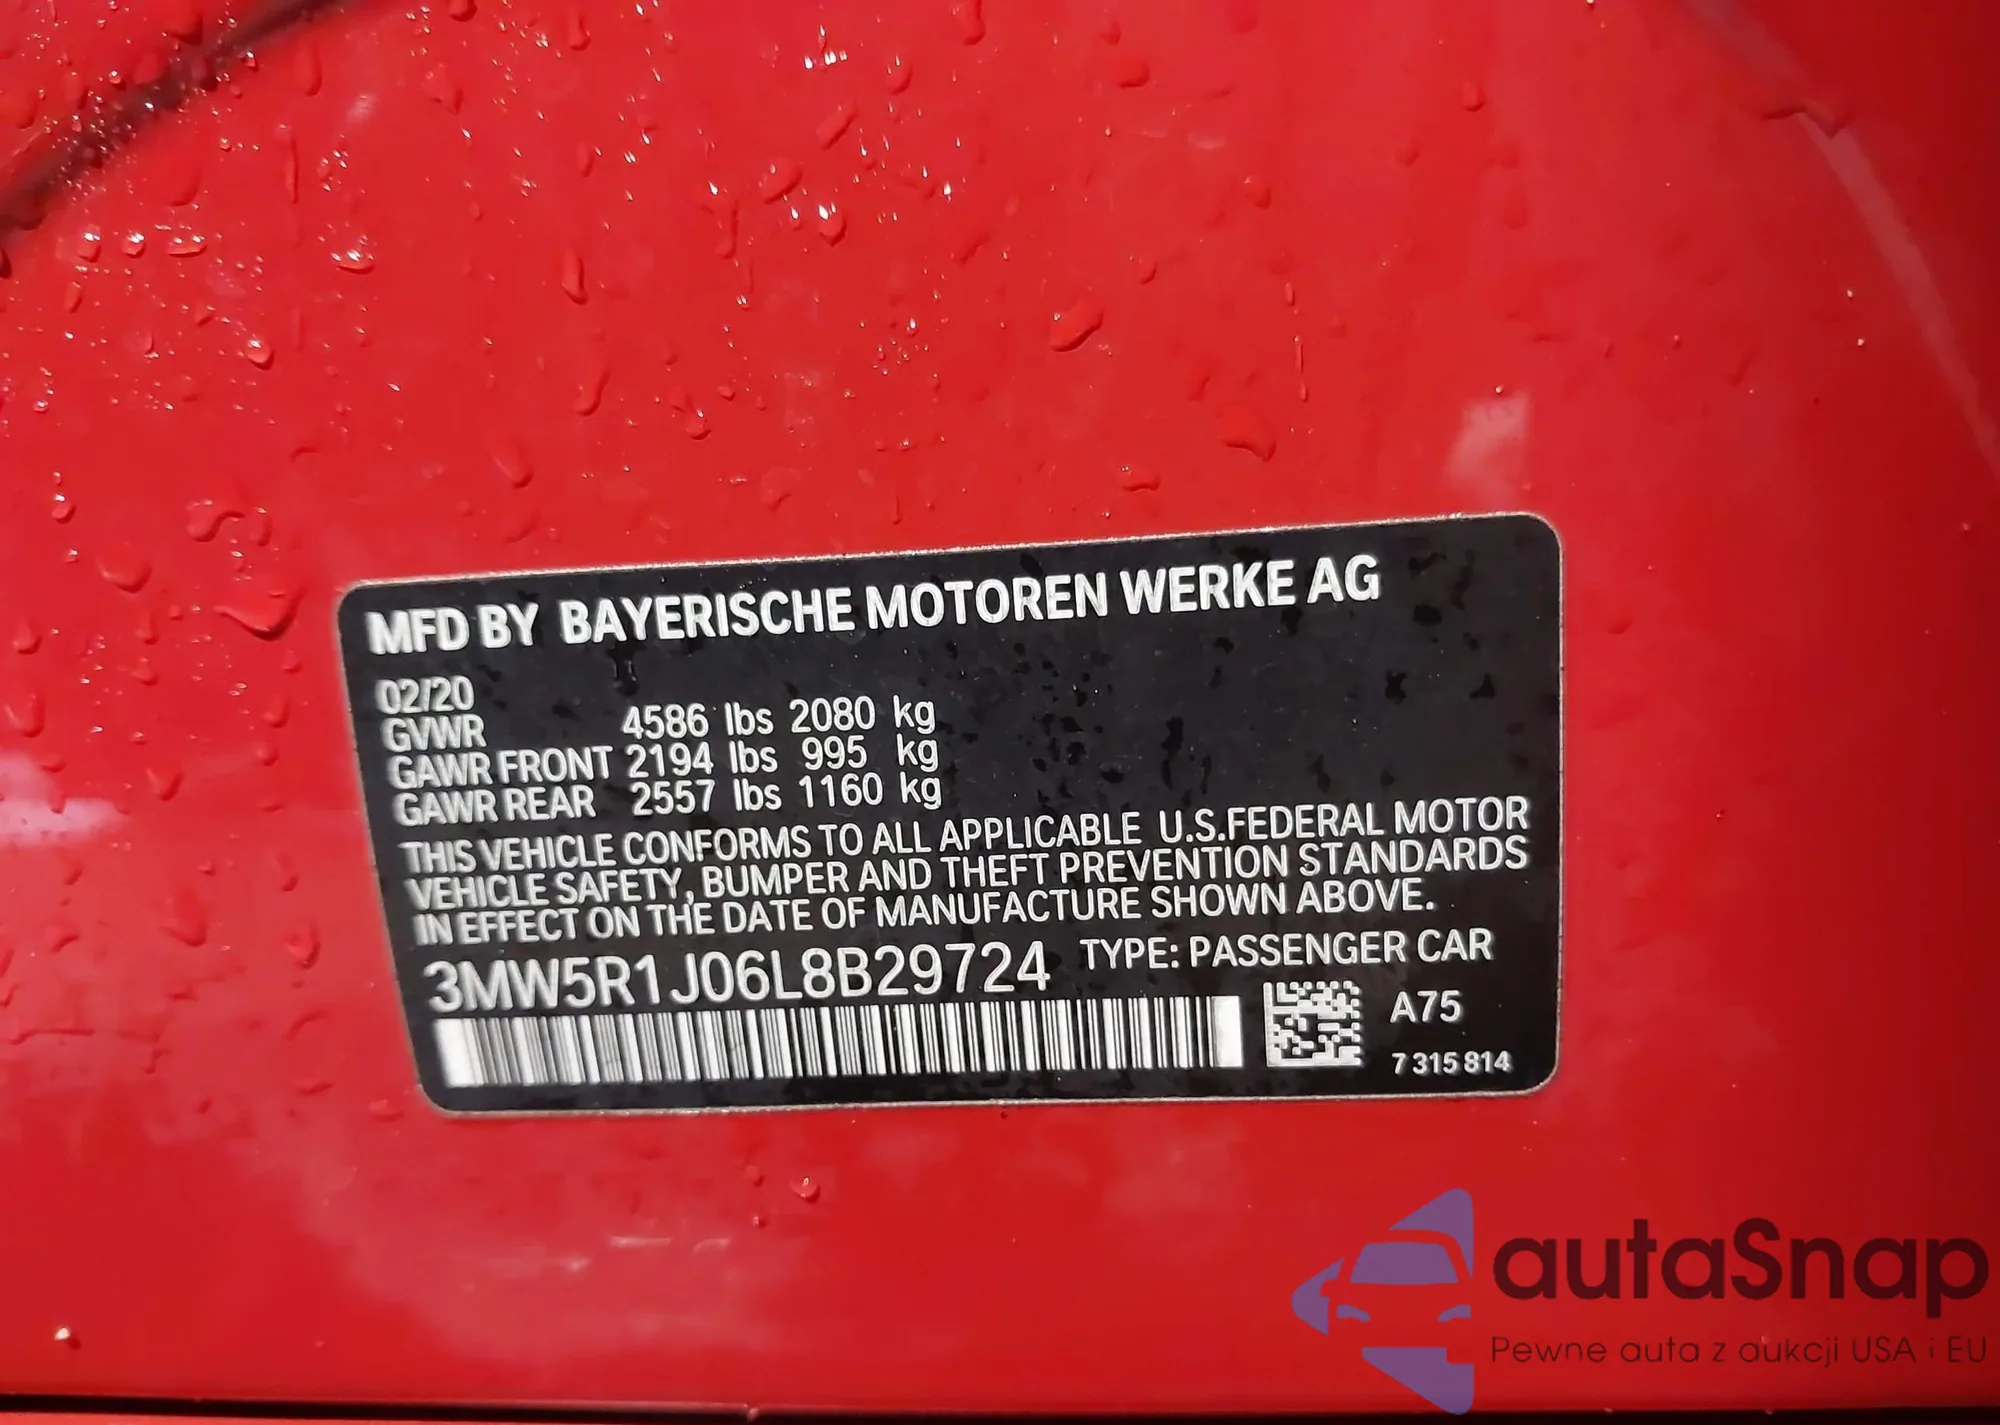 MFD BY BAYERISCHE MOTOREN WERKE AG
02/20
GVWR 4586 lbs 2080 kg
GAWR FRONT 2194 lbs 995 kg
GAWR REAR 2557 lbs 1160 kg
THIS VEHICLE CONFORMS TO ALL APPLICABLE U.S.FEDERAL MOTOR
VEHICLE SAFETY, BUMPER AND THEFT PREVENTION STANDARDS
IN EFFECT ON THE DATE OF MANUFACTURE SHOWN ABOVE.
3MW5R1J06L8B29724 TYPE: PASSENGER CAR
A75
7 315 814
autaSnap
Pewne auta z aukcji USA i EU